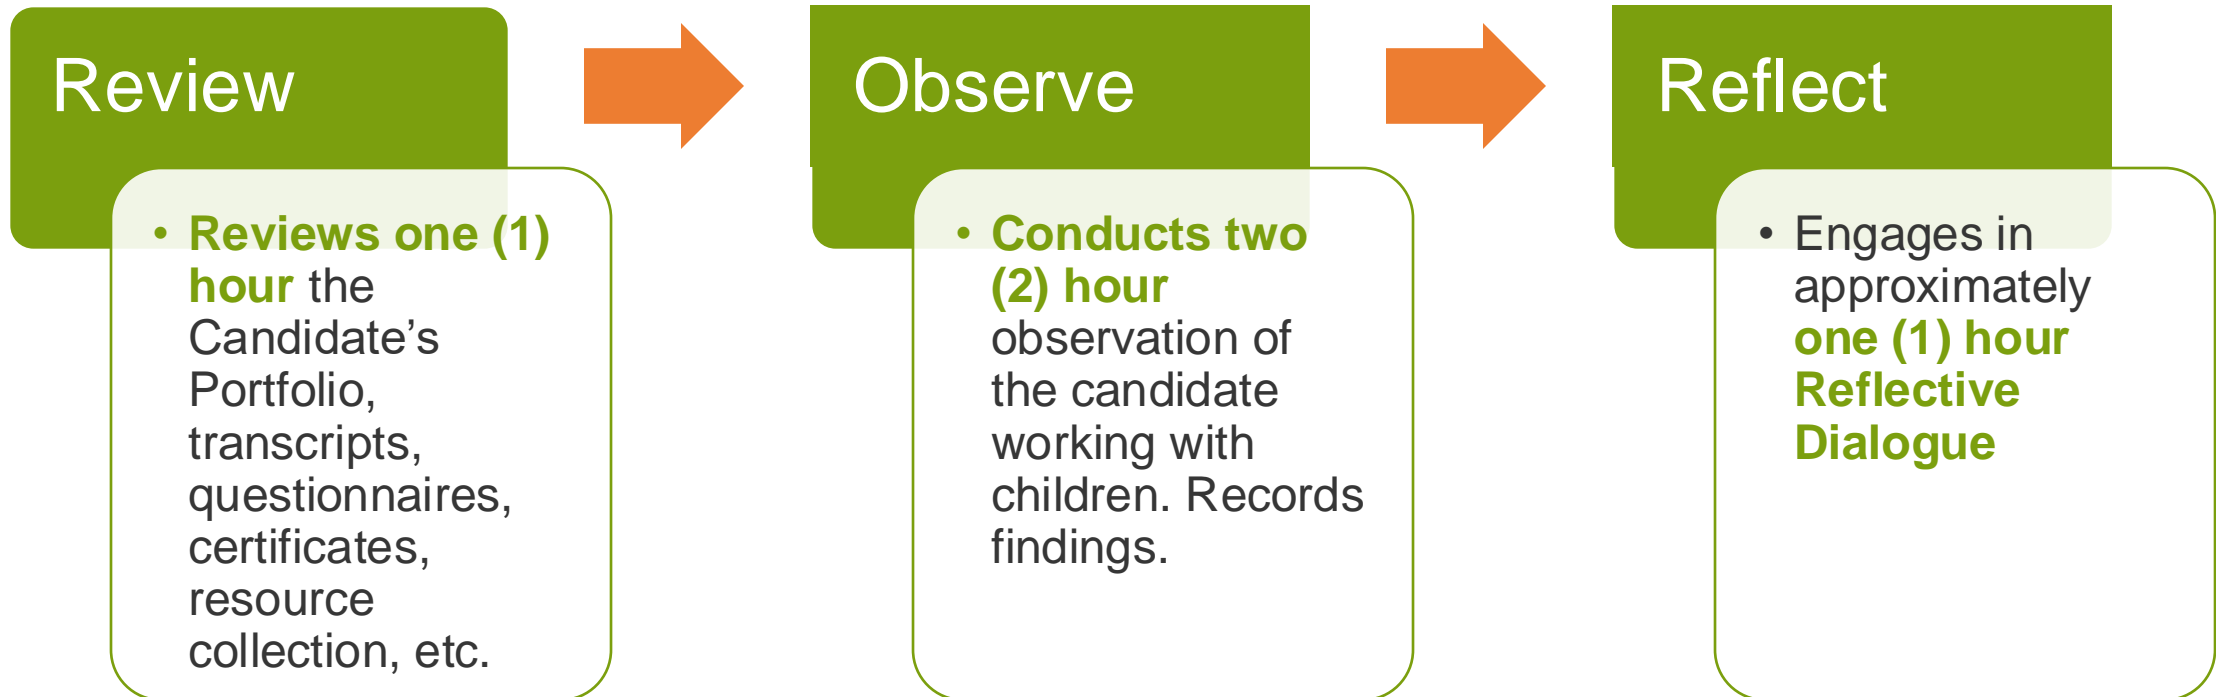 Review
• Reviews one (1)
hour the
Candidate’s
Portfolio,
transcripts,
questionnaires,
certificates,
resource
collection, etc.
Observe
• Conducts two
(2) hour
observation of
the candidate
working with
children. Records
findings.
Reflect
• Engages in
approximately
one (1) hour
Reflective
Dialogue